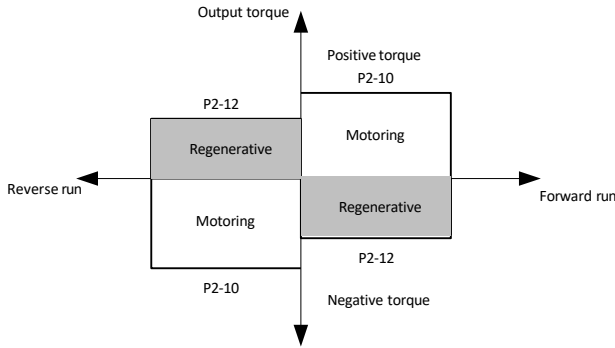 Output torque
Positive torque
P2-10
P2-12
Regenerative
Motoring
Reverse run
Forward run
Motoring
Regenerative
P2-12
P2-10
Negative torque